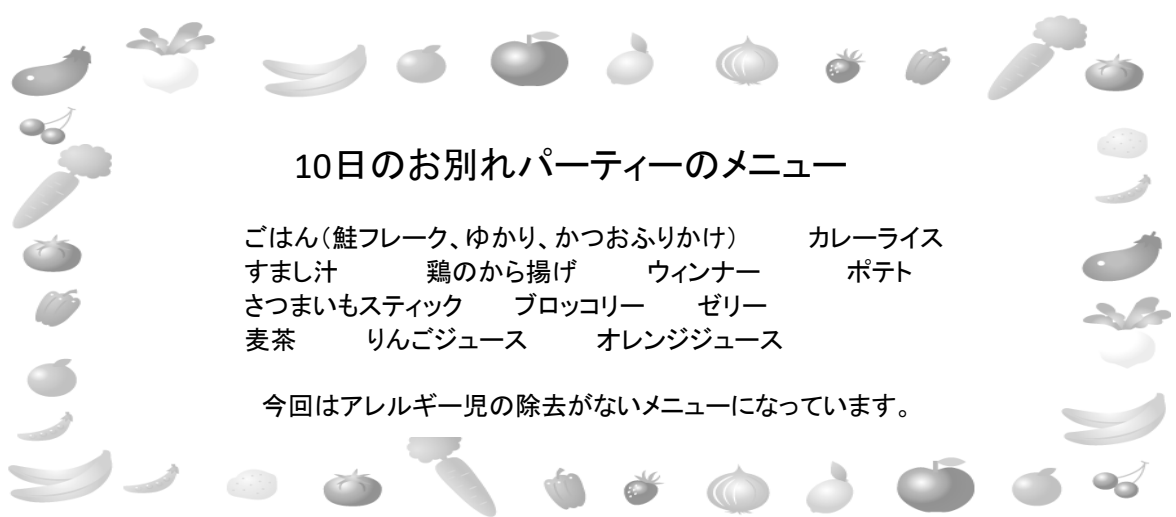 10日のお別れパーティーのメニュー
ごはん（鮭フレーク、ゆかり、かつおふりかけ）　カレーライス
すまし汁　鶏のから揚げ　ウィンナー　ポテト
さつまいもスティック　ブロッコリー　ゼリー
麦茶　りんごジュース　オレンジジュース
今回はアレルギー児の除去がないメニューになっています。